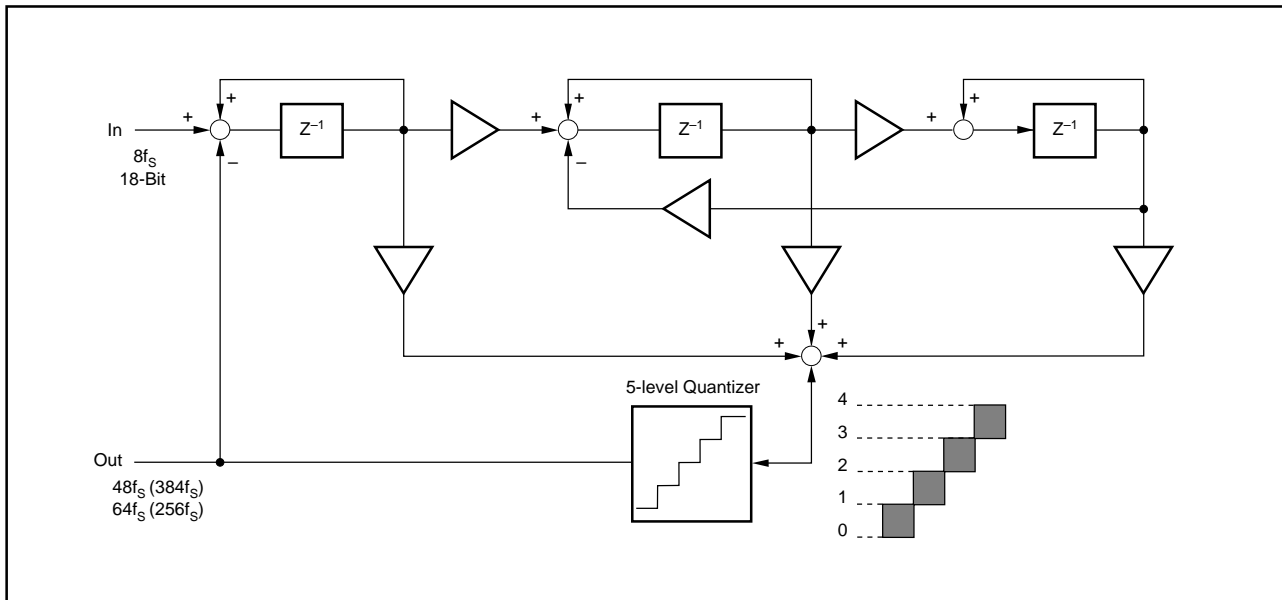 +
+
+
In
+
Z⁻¹
+
Z⁻¹
+
Z⁻¹
8fS
18-Bit
–
–
+
+
+
5-level Quantizer
4
3
2
1
0
Out
48fS (384fS)
64fS (256fS)